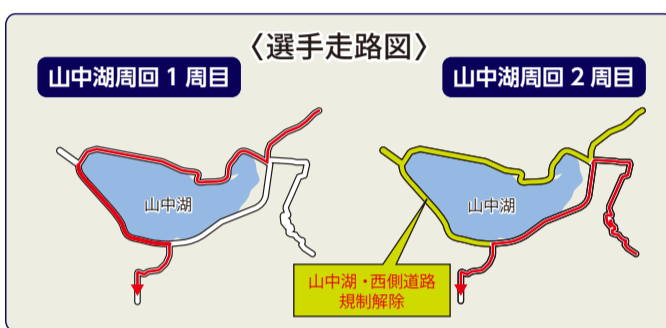 〈選手走路図〉
山中湖周回 1 周目
山中湖周回 2 周目
山中湖
山中湖
山中湖・西側道路
規制解除